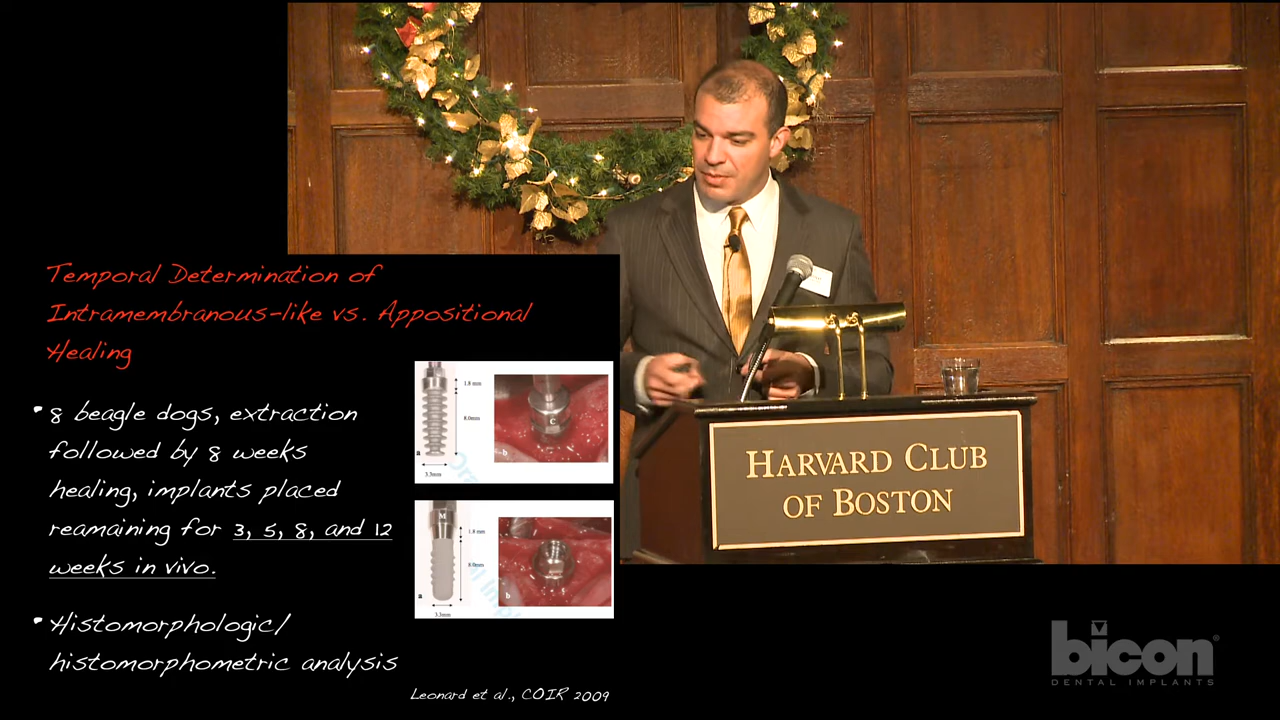 Temporal Determination of
Intramembranous-like vs. Appositional
Healing
• 8 beagle dogs, extraction
followed by 8 weeks
healing, implants placed
reamaining for 3, 5, 8, and 12
weeks in vivo.
• Histomorphologic/
histomorphometric analysis
1.8 mm
8.0mm
3.3mm
a
C
b
M
1.8 mm
8.0mm
3.3mm
a
b
Leonard et al., COIR 2009
HARVARD CLUB
OF BOSTON
bicon®
DENTAL IMPLANTS